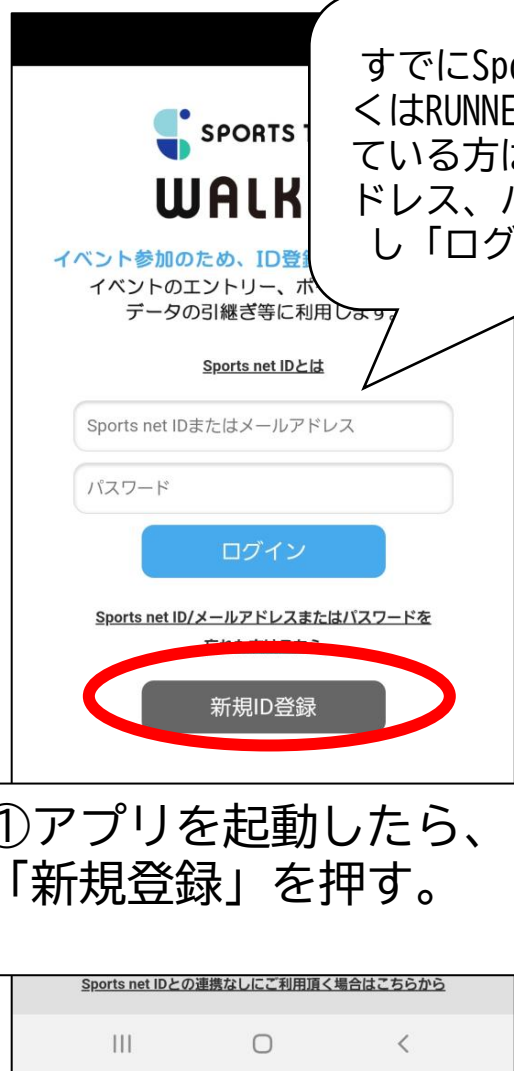 すでにSpo
くはRUNNE
ている方は
ドレス、パ
し「ログ
SPORTS
WALK
イベント参加のため、ID登
イベントのエントリー、ポ
データの引継ぎ等に利用します。
Sports net IDとは
Sports net IDまたはメールアドレス
パスワード
ログイン
Sports net ID/メールアドレスまたはパスワードを
新規ID登録
①アプリを起動したら、
「新規登録」を押す。
Sports net IDとの連携なしにご利用頂く場合はこちらから